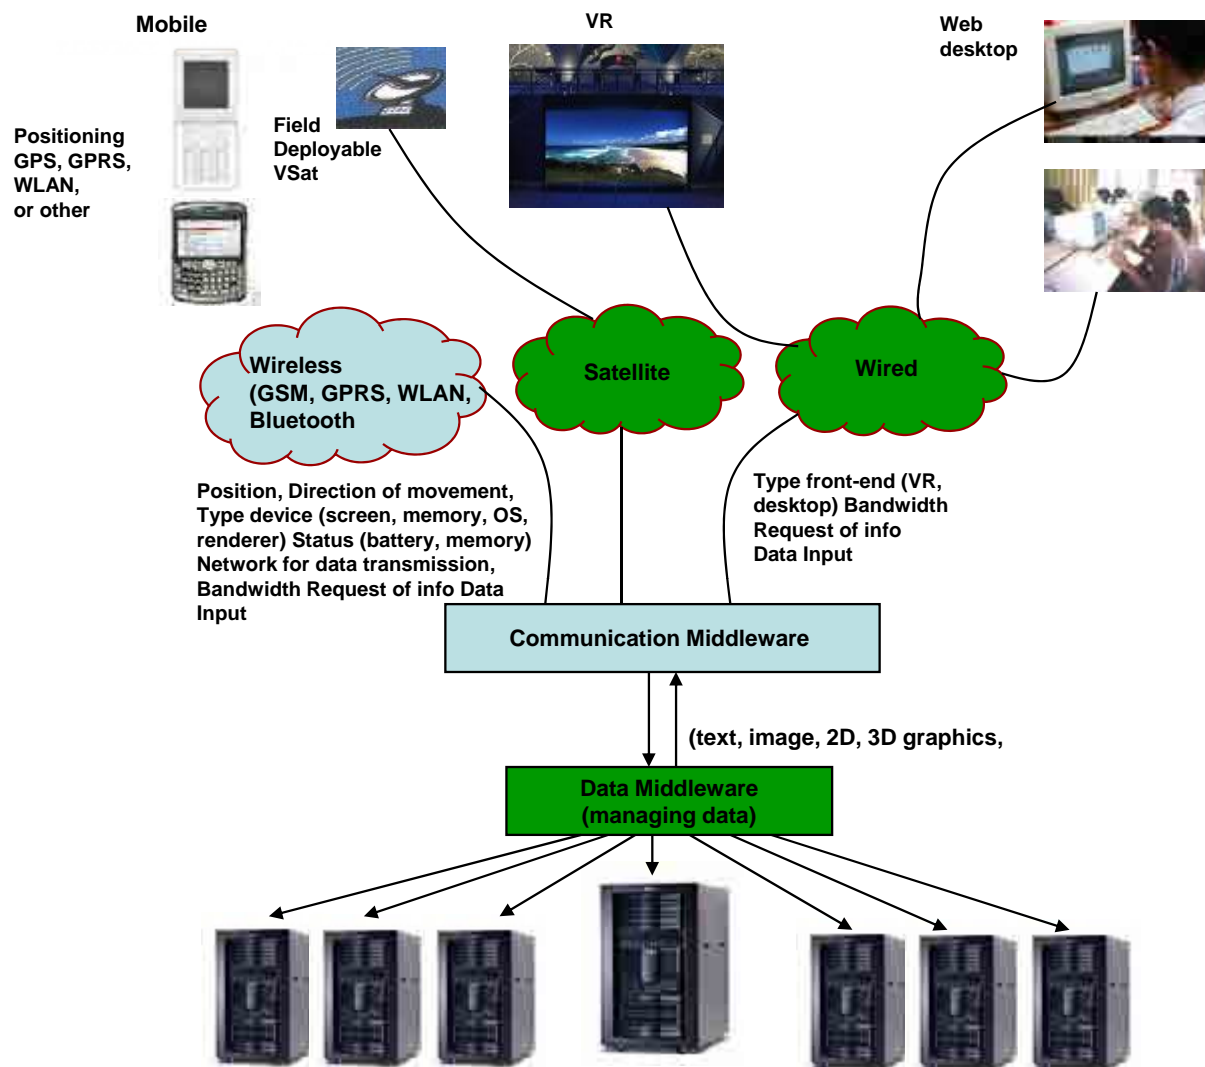 Mobile
VR
Web
desktop
Positioning
GPS, GPRS,
WLAN,
or other
Field
Deployable
VSat
Wireless
(GSM, GPRS, WLAN,
Bluetooth
Satellite
Wired
Position, Direction of movement,
Type device (screen, memory, OS,
renderer) Status (battery, memory)
Network for data transmission,
Bandwidth Request of info Data
Input
Type front-end (VR,
desktop) Bandwidth
Request of info
Data Input
Communication Middleware
(text, image, 2D, 3D graphics,
Data Middleware
(managing data)